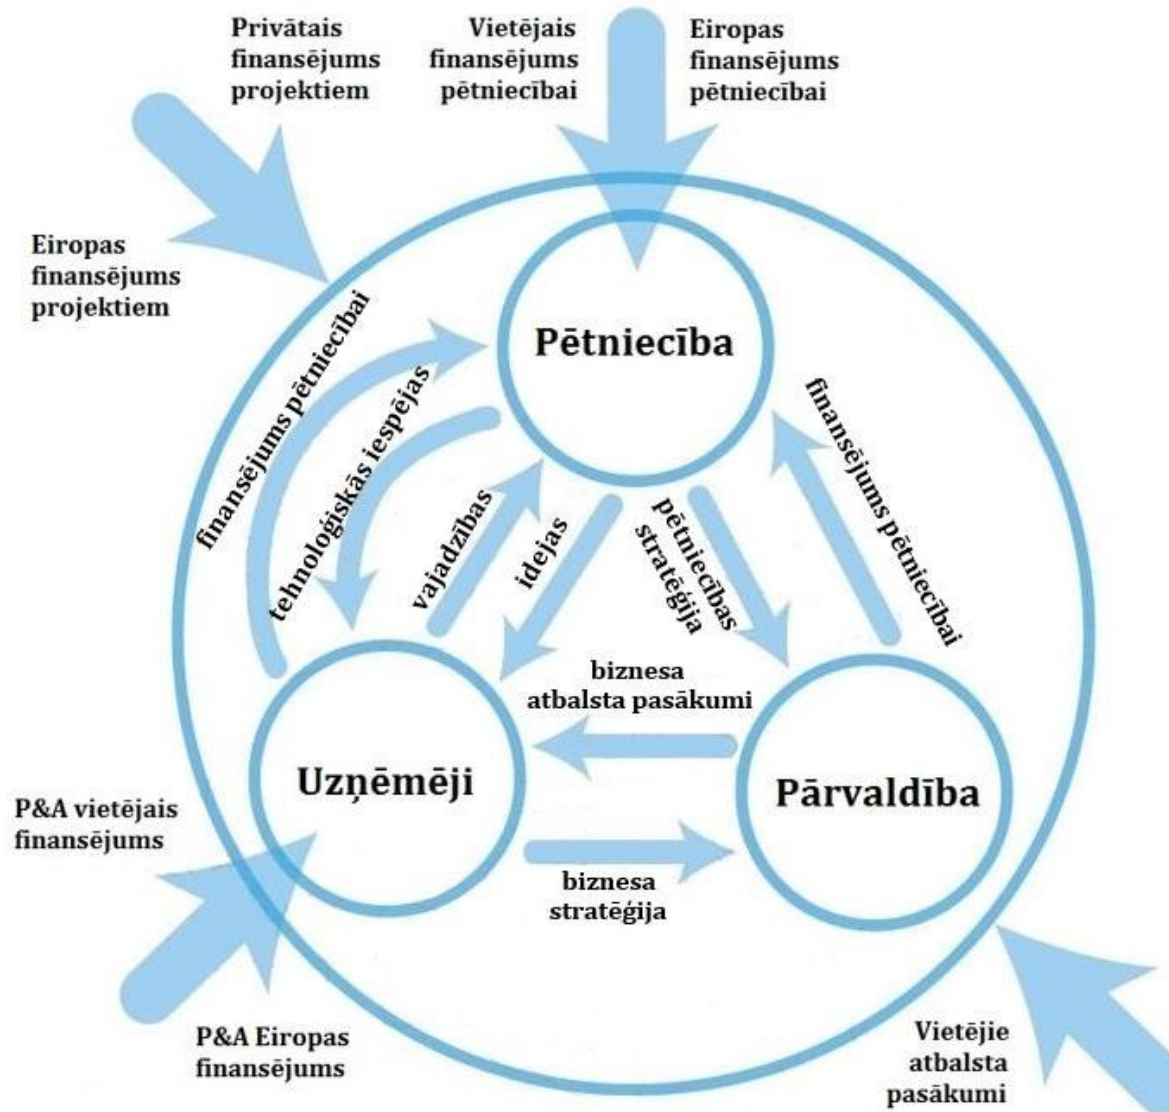 Privātais
finansējums
projektiem
Vietējais
finansējums
pētniecībai
Eiropas
finansējums
pētniecībai
Eiropas
finansējums
projektiem
Pētniecība
finansējums pētniecībai
tehnoloģiskās iespējas
vajadzības
idejas
pētniecības
stratēģija
finansējums pētniecībai
biznesa
atbalsta pasākumi
Uzņēmēji
Pārvaldība
P&A vietējais
finansējums
biznesa
stratēģija
P&A Eiropas
finansējums
Vietējie
atbalsta
pasākumi